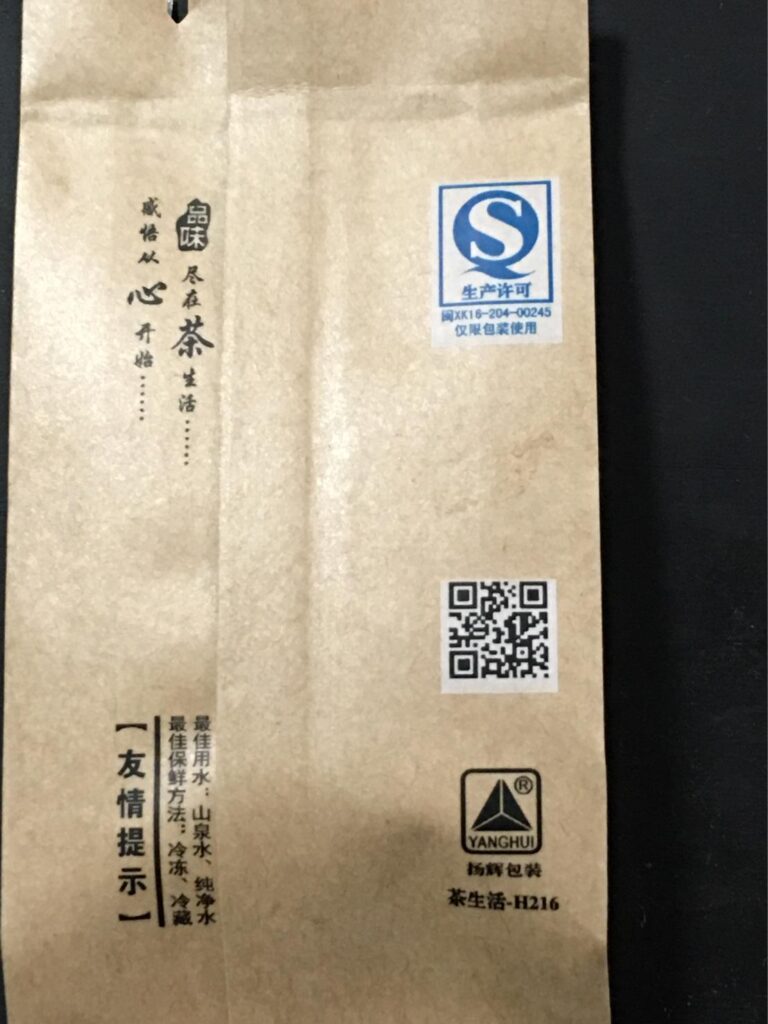 品味
尽在茶生活……
感悟从心开始……
生产许可
闽XK16-204-00245
仅限包装使用
最佳用水：山泉水、纯净水
最佳保鲜方法：冷冻、冷藏
【友情提示】
YANGHUI®
扬辉包装
茶生活-H216